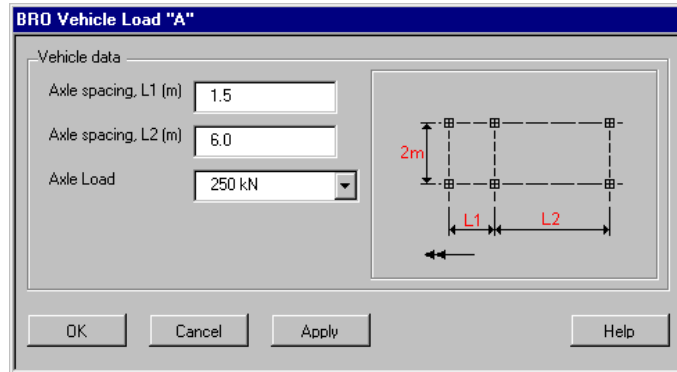 BRO Vehicle Load "A"
Vehicle data
Axle spacing, L1 (m) 1.5
Axle spacing, L2 (m) 6.0
Axle Load 250 kN
2m
L1 L2
OK Cancel Apply Help